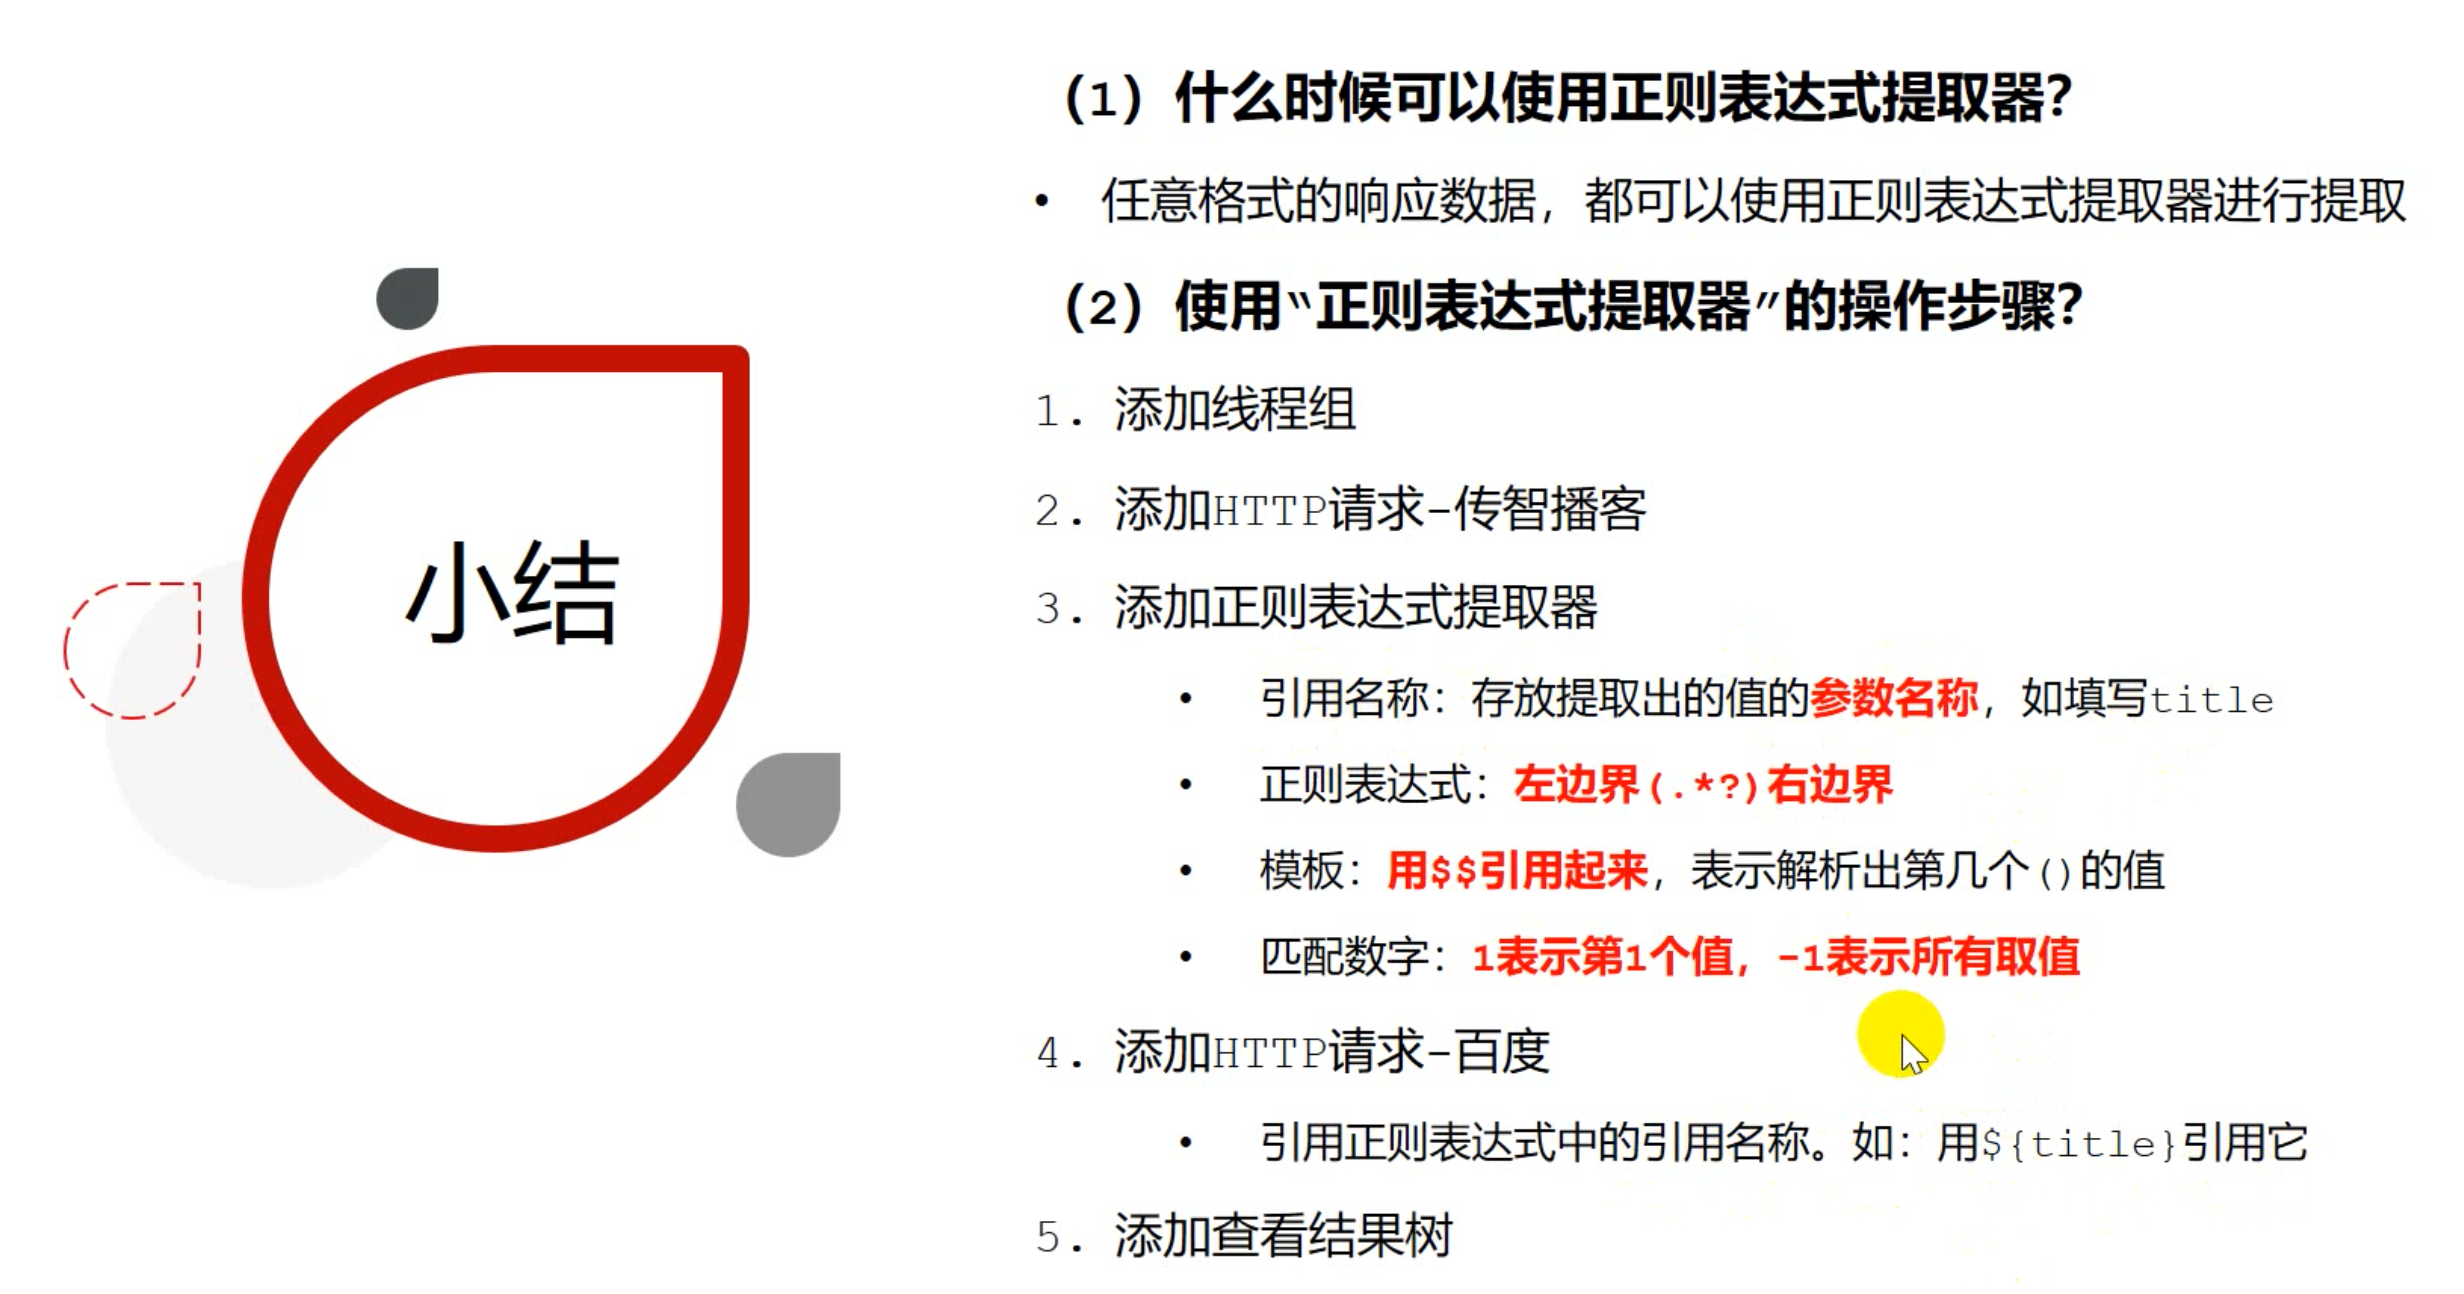 小结
（1）什么时候可以使用正则表达式提取器？
• 任意格式的响应数据，都可以使用正则表达式提取器进行提取
（2）使用“正则表达式提取器”的操作步骤？
1. 添加线程组
2. 添加HTTP请求-传智播客
3. 添加正则表达式提取器
• 引用名称：存放提取出的值的参数名称，如填写title
• 正则表达式：左边界(.*?)右边界
• 模板：用$$引用起来，表示解析出第几个()的值
• 匹配数字：1表示第1个值，-1表示所有取值
4. 添加HTTP请求-百度
• 引用正则表达式中的引用名称。如：用${title}引用它
5. 添加查看结果树